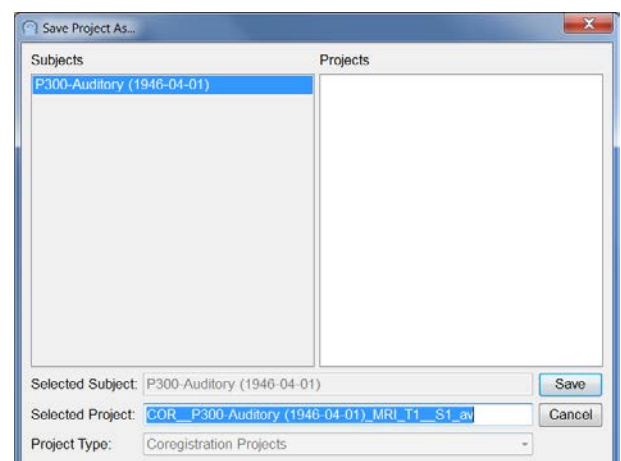 Save Project As...
Subjects Projects
P300-Auditory (1946-04-01)
Selected Subject: P300-Auditory (1946-04-01) Save
Selected Project: COR__P300-Auditory (1946-04-01)_MRI_T1__S1_av Cancel
Project Type: Coregistration Projects